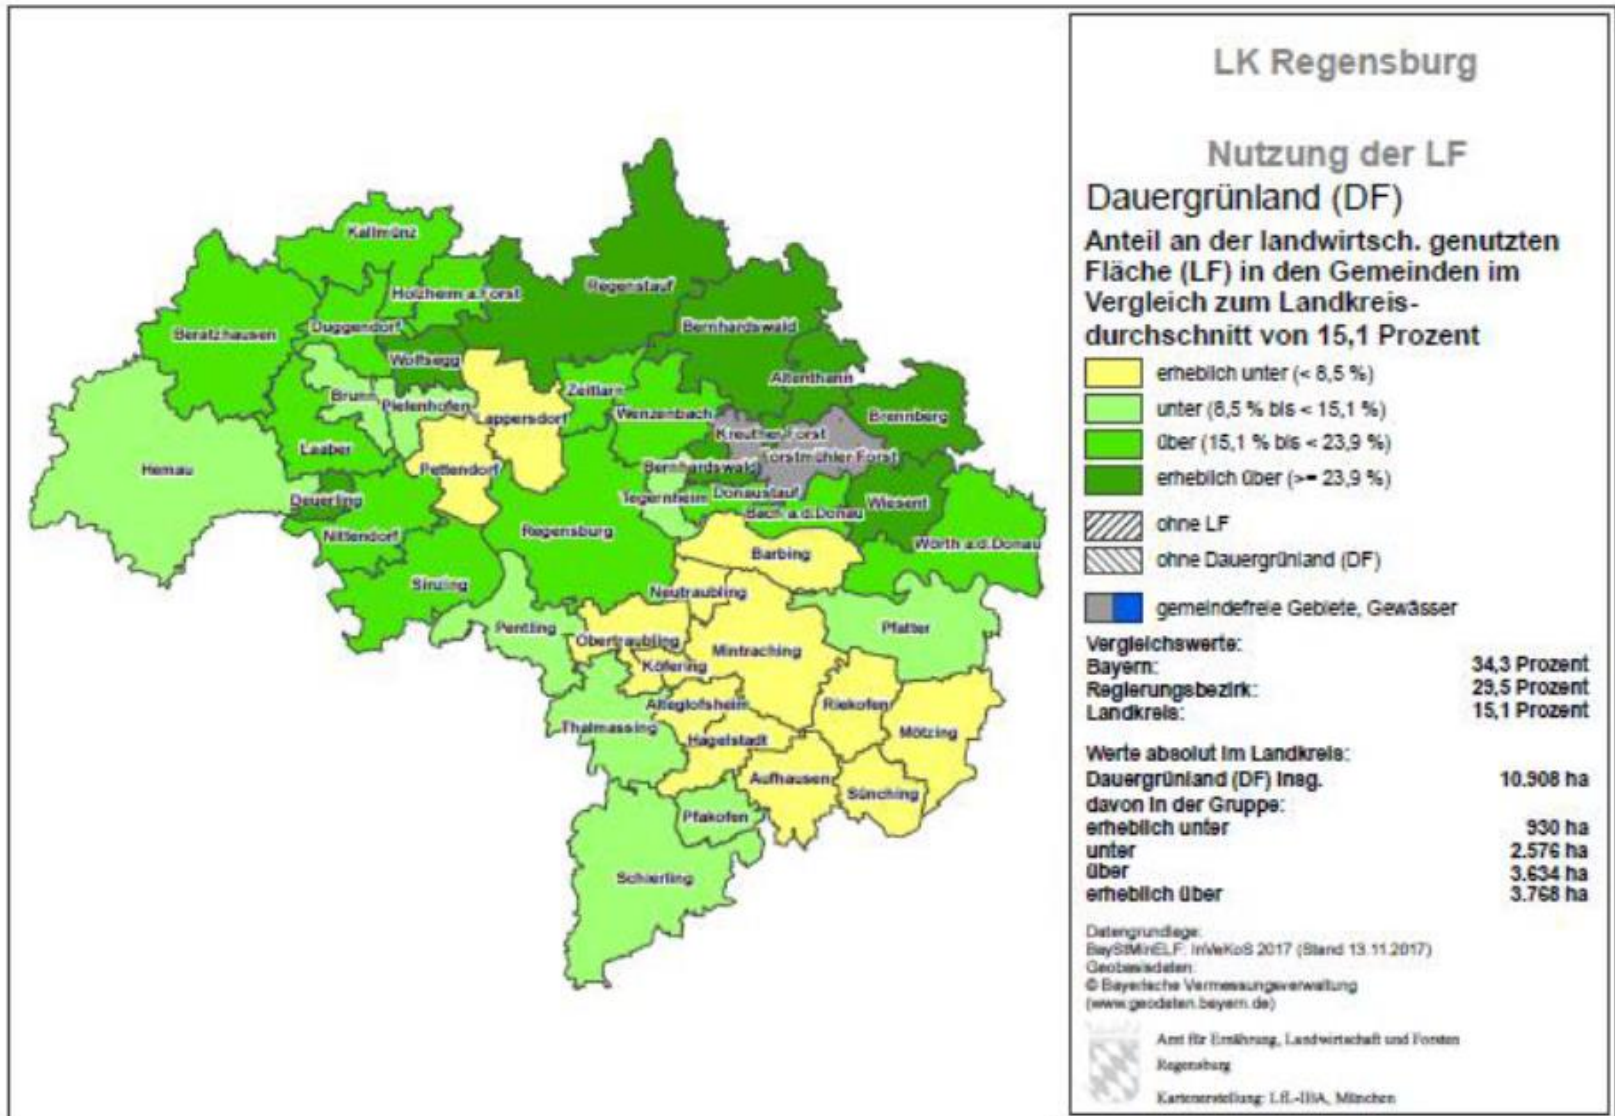 LK Regensburg
Nutzung der LF
Dauergrünland (DF)
Anteil an der landwirtsch. genutzten
Fläche (LF) in den Gemeinden im
Vergleich zum Landkreis-
durchschnitt von 15,1 Prozent
erheblich unter (< 8,5 %)
unter (8,5 % bis < 15,1 %)
über (15,1 % bis < 23,9 %)
erheblich über (>= 23,9 %)
ohne LF
ohne Dauergrünland (DF)
gemeindefreie Gebiete, Gewässer
Vergleichswerte:
Bayern: 34,3 Prozent
Regierungsbezirk: 29,5 Prozent
Landkreis: 15,1 Prozent
Werte absolut im Landkreis:
Dauergrünland (DF) insg. 10.908 ha
davon in der Gruppe:
erheblich unter 930 ha
unter 2.576 ha
über 3.634 ha
erheblich über 3.768 ha
Datengrundlage:
BayStMinELF: InVeKoS 2017 (Stand 13.11.2017)
Geobasisdaten:
© Bayerische Vermessungsverwaltung
(www.geodaten.bayern.de)
Amt für Ernährung, Landwirtschaft und Forsten
Regensburg
Kartenerstellung: LfL-IBA, München
Kallmünz
Regenstauf
Holzheim a.Forst
Beratzhausen
Duggendorf
Bernhardswald
Wolfsegg
Altenthann
Brunn
Pielenhofen
Zeitlarn
Lappersdorf
Wenzenbach
Brennberg
Kreuther Forst
Laaber
Forstmühler Forst
Hemau
Pettendorf
Bernhardswald
Deuerling
Tegernheim
Donaustauf
Wiesent
Bach a.d.Donau
Nittendorf
Regensburg
Wörth a.d.Donau
Barbing
Sinzing
Neutraubling
Pentling
Pfatter
Obertraubling
Mintraching
Köfering
Alteglofsheim
Riekofen
Thalmassing
Mötzing
Hagelstadt
Aufhausen
Sünching
Pfakofen
Schierling